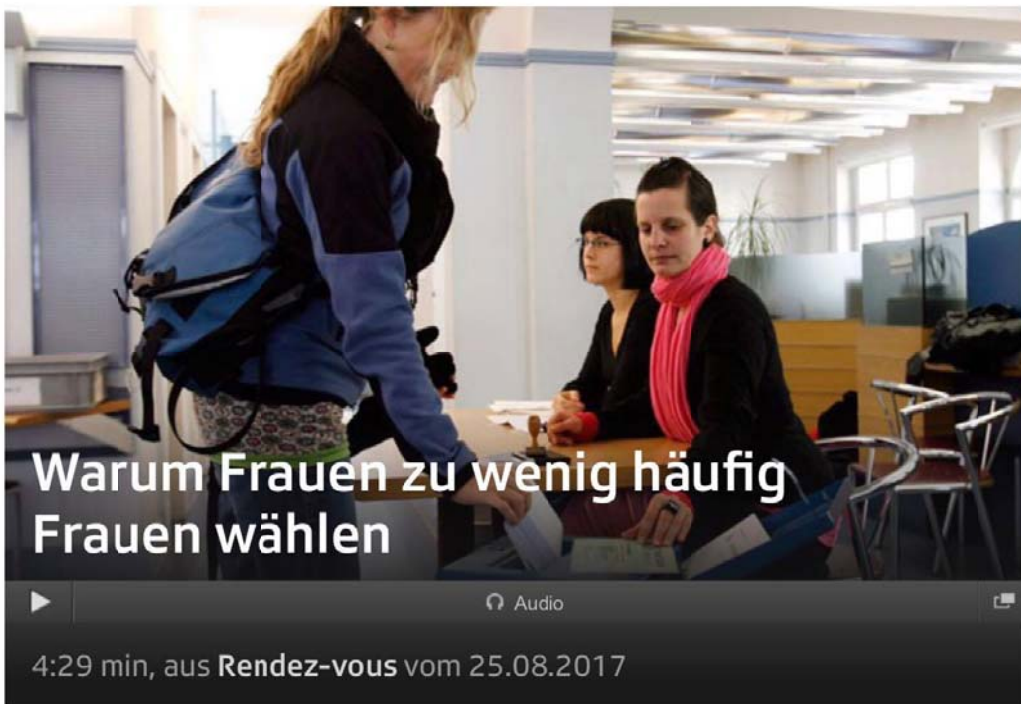 Warum Frauen zu wenig häufig
Frauen wählen
Audio
4:29 min, aus Rendez-vous vom 25.08.2017